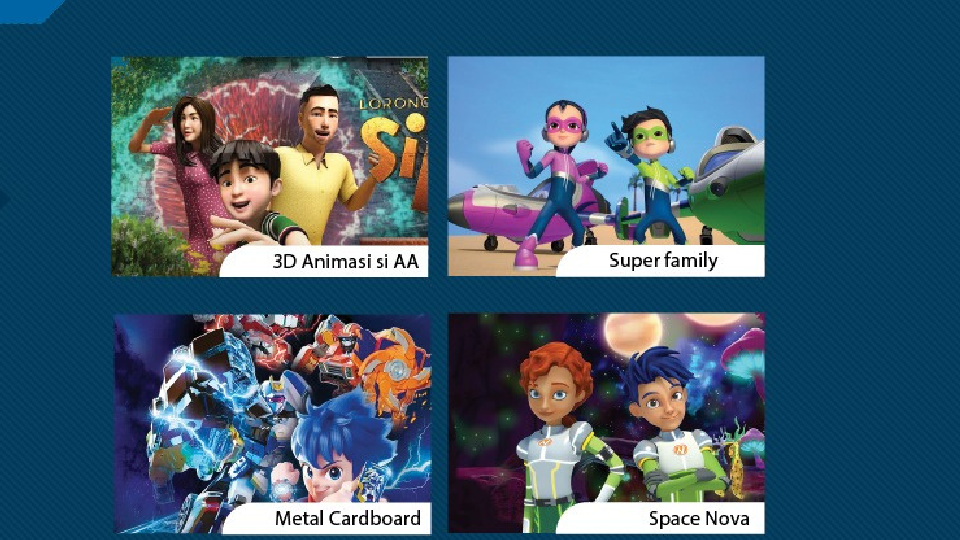 LORONG
Si
3D Animasi si AA
Super family
Metal Cardboard
Space Nova